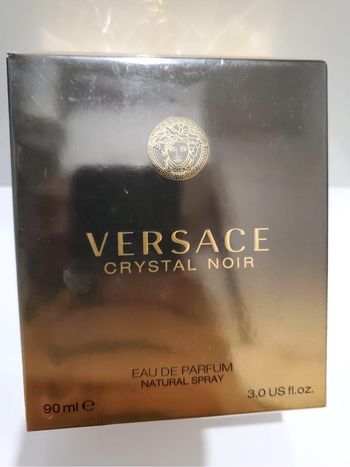 VERSACE
CRYSTAL NOIR
EAU DE PARFUM
NATURAL SPRAY
90 ml ℮
3.0 US fl.oz.